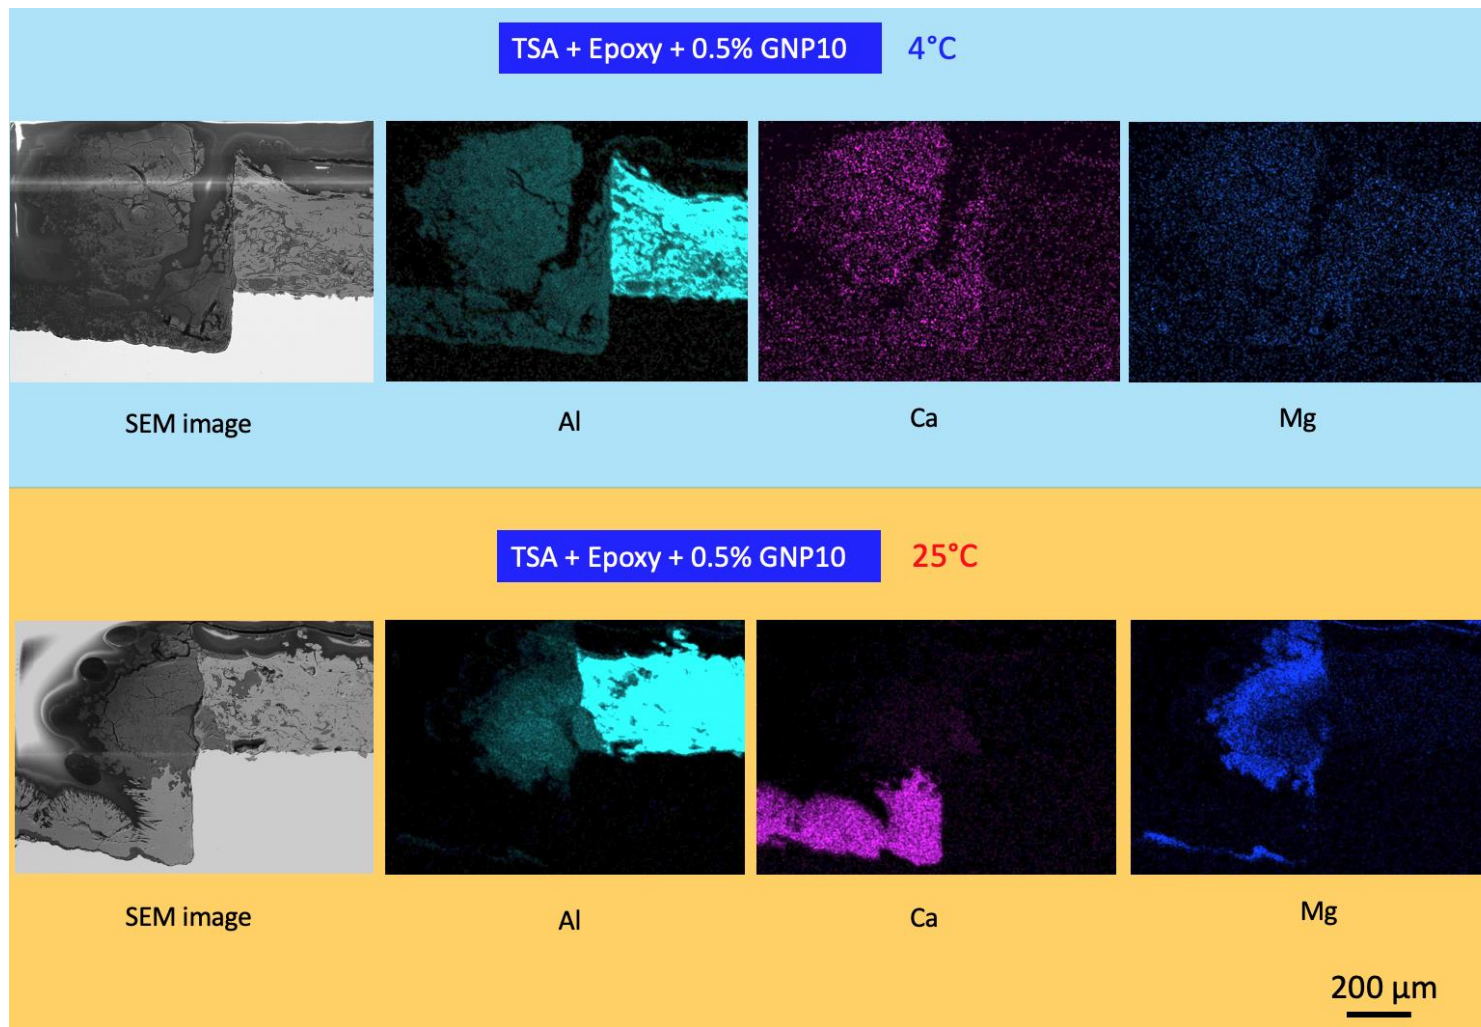 TSA + Epoxy + 0.5% GNP10 4°C
SEM image Al Ca Mg
TSA + Epoxy + 0.5% GNP10 25°C
SEM image Al Ca Mg
200 μm